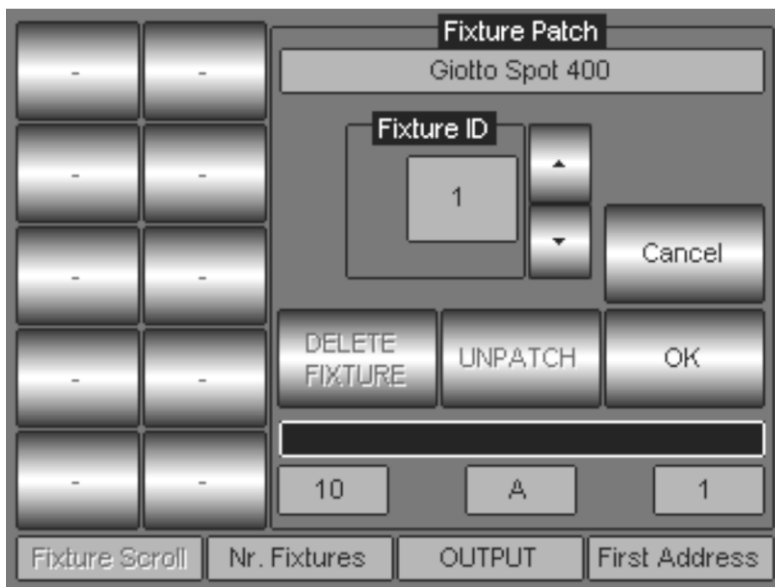 Fixture Patch
Giotto Spot 400
Fixture ID
1
Cancel
DELETE
FIXTURE
UNPATCH
OK
- -
- -
- -
- -
- -
10 A 1
Fixture Scroll Nr. Fixtures OUTPUT First Address